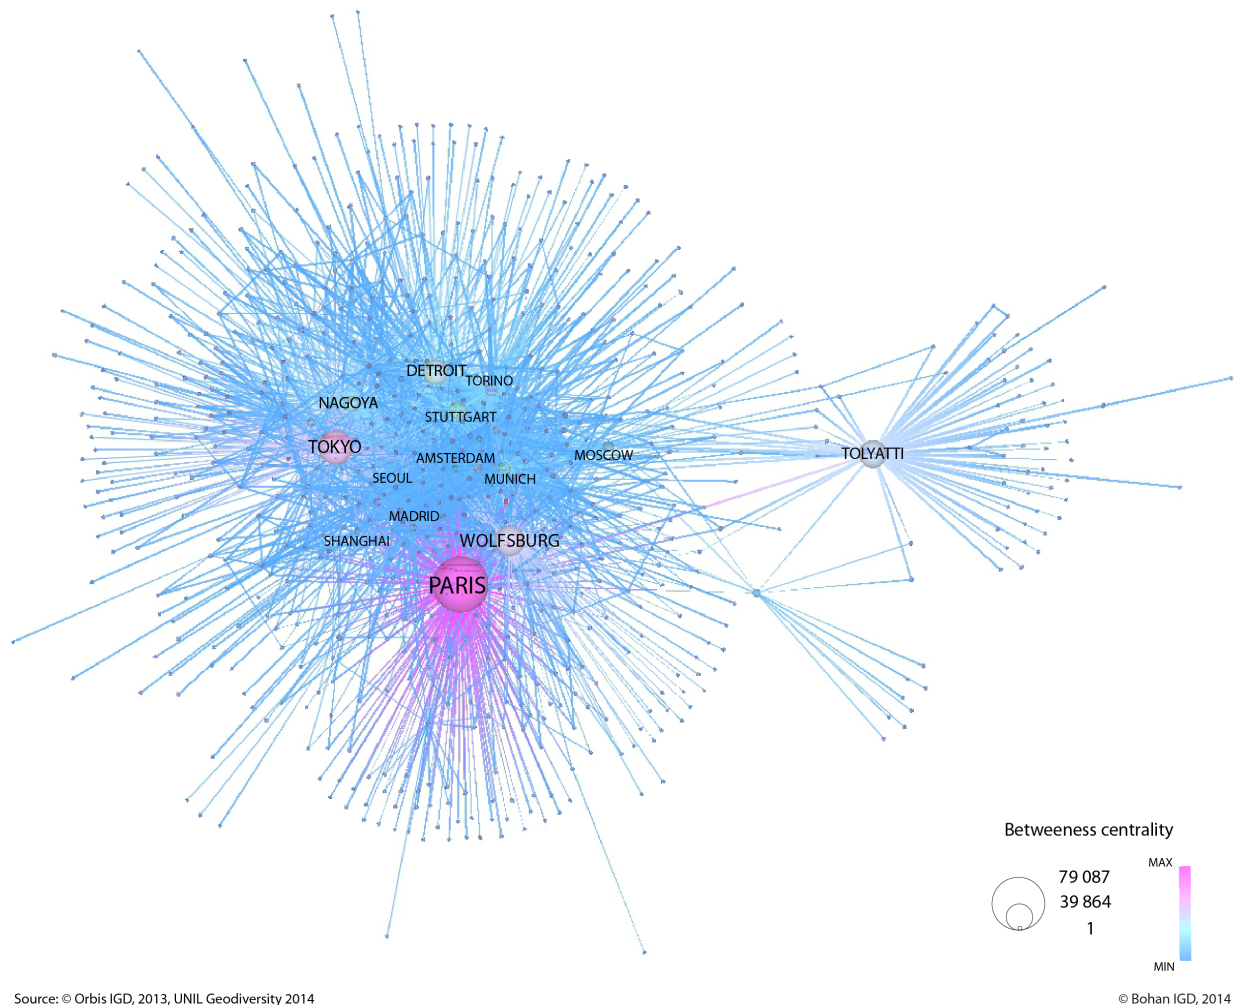 DETROIT
TORINO
NAGOYA
STUTTGART
TOKYO
AMSTERDAM
MOSCOW
TOLYATTI
SEOUL
MUNICH
MADRID
SHANGHAI
WOLFSBURG
PARIS
Betweeness centrality
MAX
79 087
39 864
1
MIN
Source: © Orbis IGD, 2013, UNIL Geodiversity 2014
© Bohan IGD, 2014